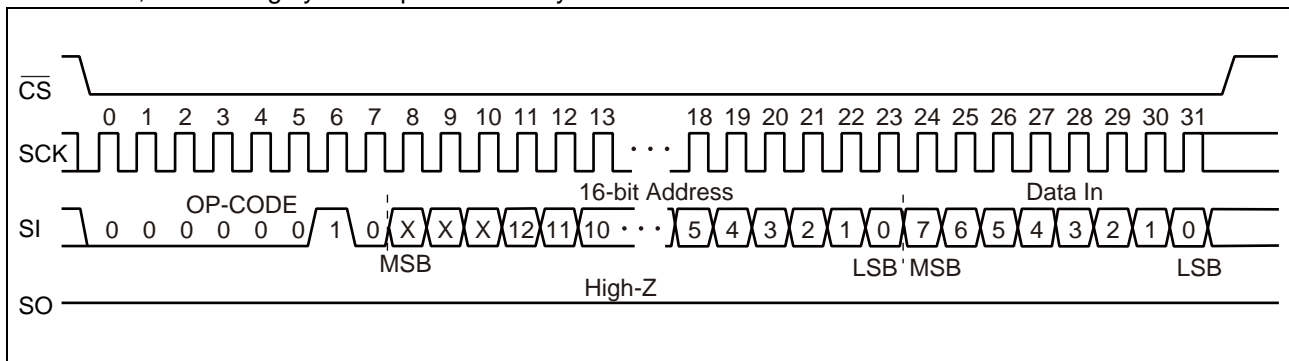 CS
0 1 2 3 4 5 6 7 8 9 10 11 12 13 18 19 20 21 22 23 24 25 26 27 28 29 30 31
SCK ···
OP-CODE 16-bit Address Data In
SI 0 0 0 0 0 0 1 0 X X X 12 11 10 ··· 5 4 3 2 1 0 7 6 5 4 3 2 1 0
MSB LSB MSB LSB
High-Z
SO